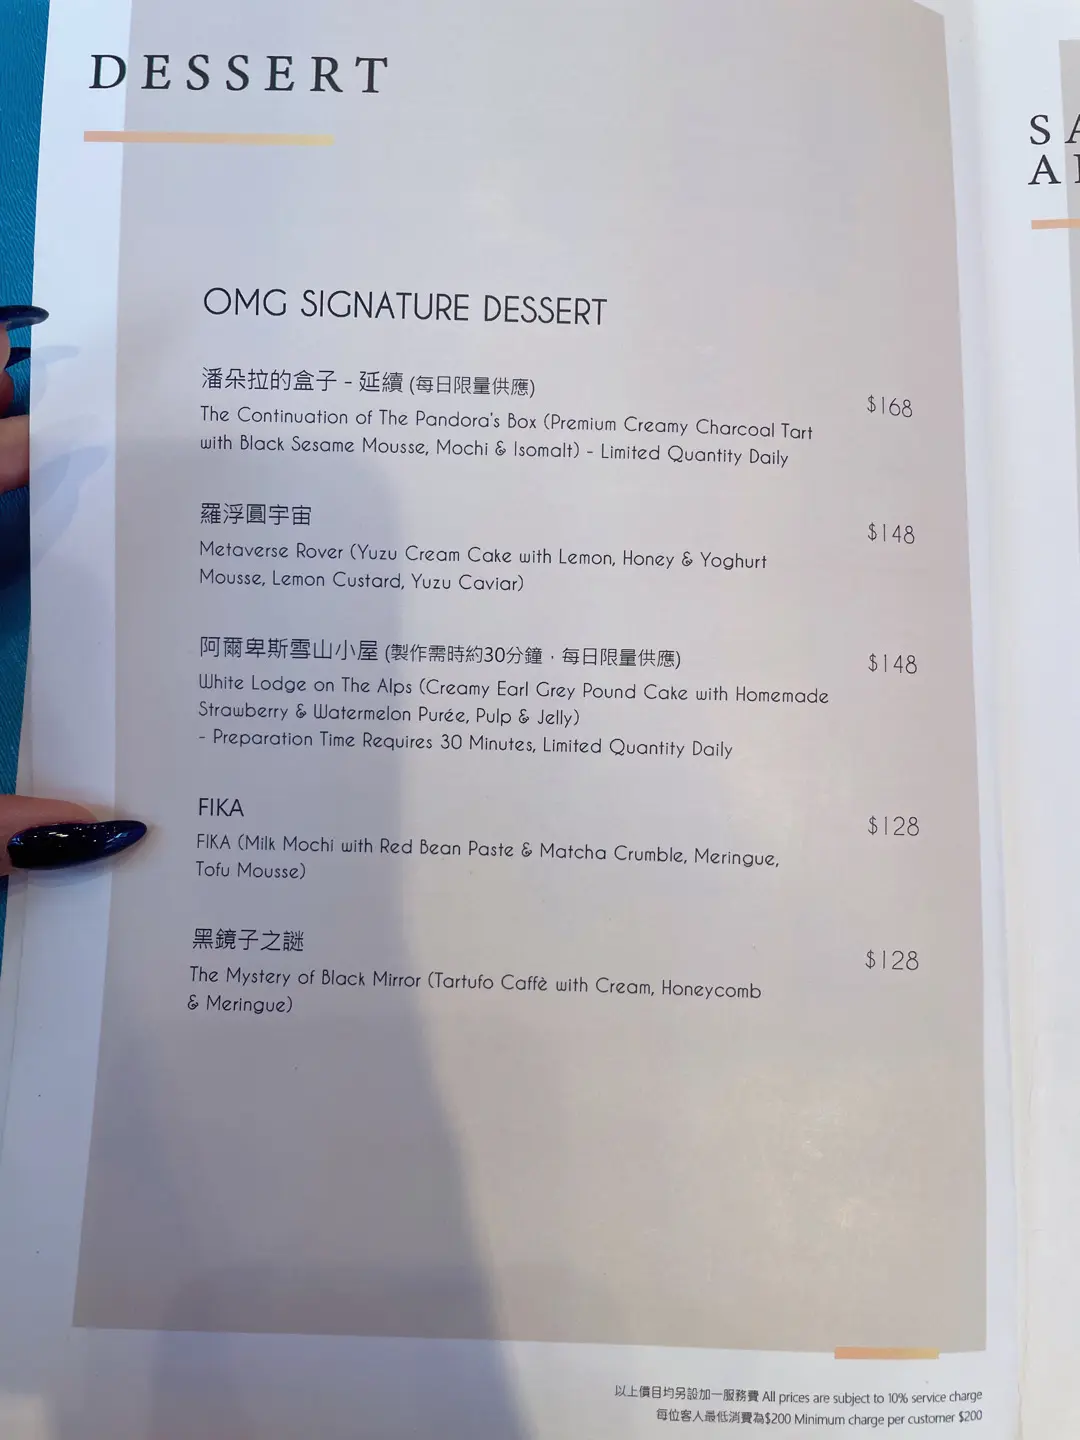 DESSERT
OMG SIGNATURE DESSERT
潘朵拉的盒子 - 延續 (每日限量供應)
$168
The Continuation of The Pandora's Box (Premium Creamy Charcoal Tart
with Black Sesame Mousse, Mochi & Isomalt) - Limited Quantity Daily
羅浮圓宇宙
$148
Metaverse Rover (Yuzu Cream Cake with Lemon, Honey & Yoghurt
Mousse, Lemon Custard, Yuzu Caviar)
阿爾卑斯雪山小屋 (製作需時約30分鐘，每日限量供應)
$148
White Lodge on The Alps (Creamy Earl Grey Pound Cake with Homemade
Strawberry & Watermelon Purée, Pulp & Jelly)
- Preparation Time Requires 30 Minutes, Limited Quantity Daily
FIKA
$128
FIKA (Milk Mochi with Red Bean Paste & Matcha Crumble, Meringue,
Tofu Mousse)
黑鏡子之謎
$128
The Mystery of Black Mirror (Tartufo Caffè with Cream, Honeycomb
& Meringue)
以上價目均另設加一服務費 All prices are subject to 10% service charge
每位客人最低消費為$200 Minimum charge per customer $200